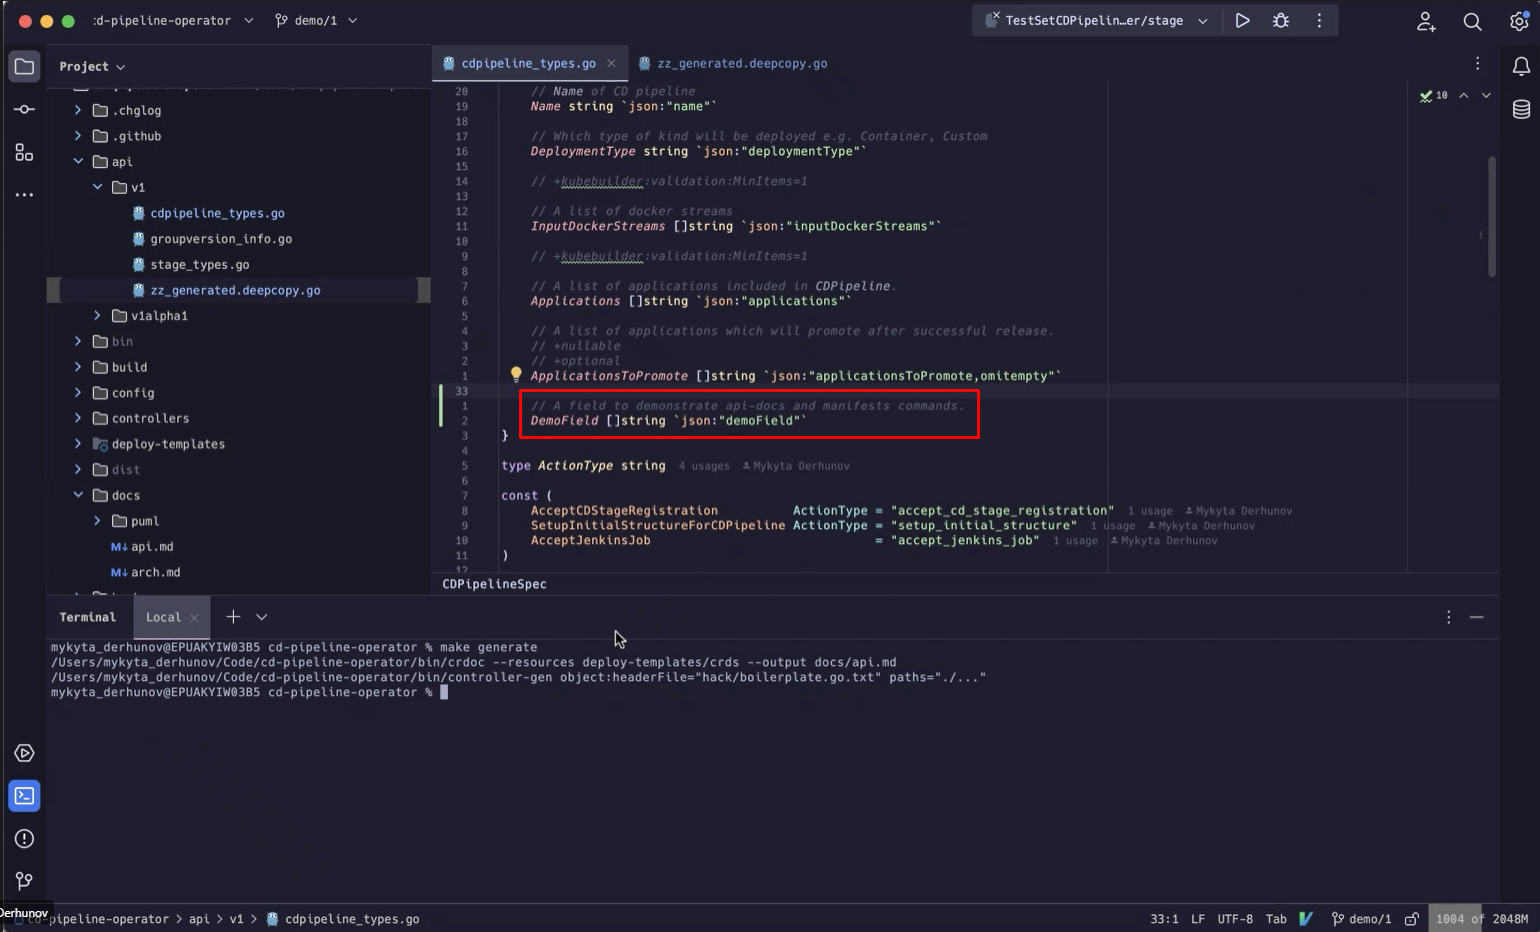 :d-pipeline-operator
demo/1
TestSetCDPipelin…er/stage
Project
cdpipeline_types.go
zz_generated.deepcopy.go
.chglog
.github
api
v1
cdpipeline_types.go
groupversion_info.go
stage_types.go
zz_generated.deepcopy.go
v1alpha1
bin
build
config
controllers
deploy-templates
dist
docs
puml
M↓ api.md
M↓ arch.md
10
20 // Name of CD pipeline
19 Name string `json:"name"`
18
17 // Which type of kind will be deployed e.g. Container, Custom
16 DeploymentType string `json:"deploymentType"`
15
14 // +kubebuilder:validation:MinItems=1
13
12 // A list of docker streams
11 InputDockerStreams []string `json:"inputDockerStreams"`
10
9 // +kubebuilder:validation:MinItems=1
8
7 // A list of applications included in CDPipeline.
6 Applications []string `json:"applications"`
5
4 // A list of applications which will promote after successful release.
3 // +nullable
2 // +optional
1 ApplicationsToPromote []string `json:"applicationsToPromote,omitempty"`
33
1 // A field to demonstrate api-docs and manifests commands.
2 DemoField []string `json:"demoField"`
3 }
4
5 type ActionType string 4 usages Mykyta Derhunov
6
7 const (
8 AcceptCDStageRegistration ActionType = "accept_cd_stage_registration" 1 usage Mykyta Derhunov
9 SetupInitialStructureForCDPipeline ActionType = "setup_initial_structure" 1 usage Mykyta Derhunov
10 AcceptJenkinsJob = "accept_jenkins_job" 1 usage Mykyta Derhunov
11 )
12
CDPipelineSpec
Terminal
Local
mykyta_derhunov@EPUAKYIW03B5 cd-pipeline-operator % make generate
/Users/mykyta_derhunov/Code/cd-pipeline-operator/bin/crdoc --resources deploy-templates/crds --output docs/api.md
/Users/mykyta_derhunov/Code/cd-pipeline-operator/bin/controller-gen object:headerFile="hack/boilerplate.go.txt" paths="./..."
mykyta_derhunov@EPUAKYIW03B5 cd-pipeline-operator %
Derhunov
cd-pipeline-operator > api > v1 > cdpipeline_types.go
33:1 LF UTF-8 Tab demo/1 1004 of 2048M